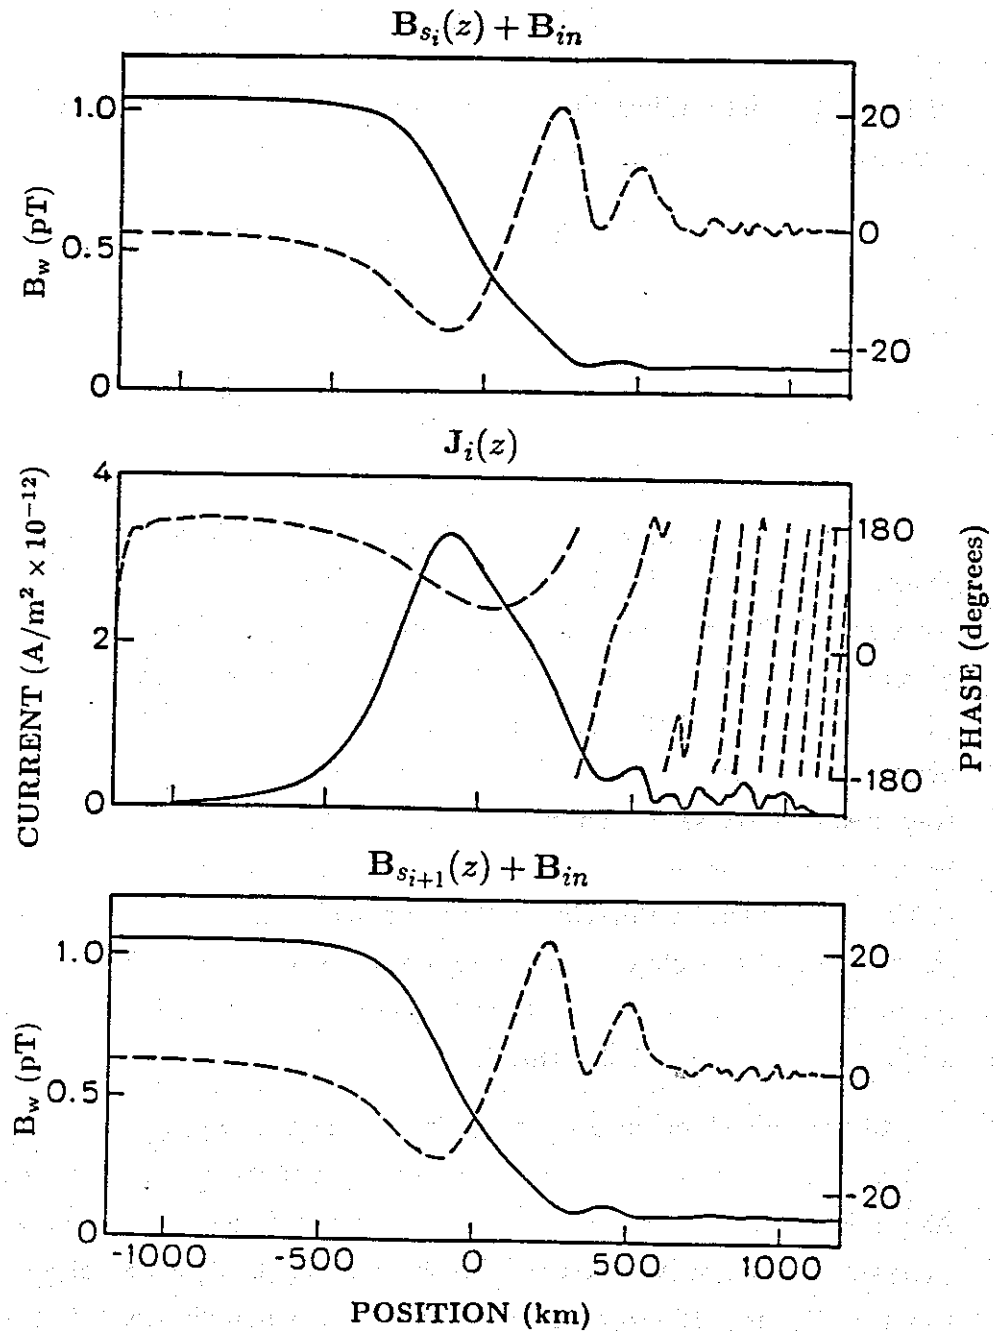 B_{s_i}(z) + B_{in}
1.0
0.5
0
B_w (pT)
20
0
-20
J_i(z)
4
2
0
CURRENT (A/m² × 10⁻¹²)
180
0
-180
PHASE (degrees)
B_{s_{i+1}}(z) + B_{in}
1.0
0.5
0
B_w (pT)
20
0
-20
-1000 -500 0 500 1000
POSITION (km)